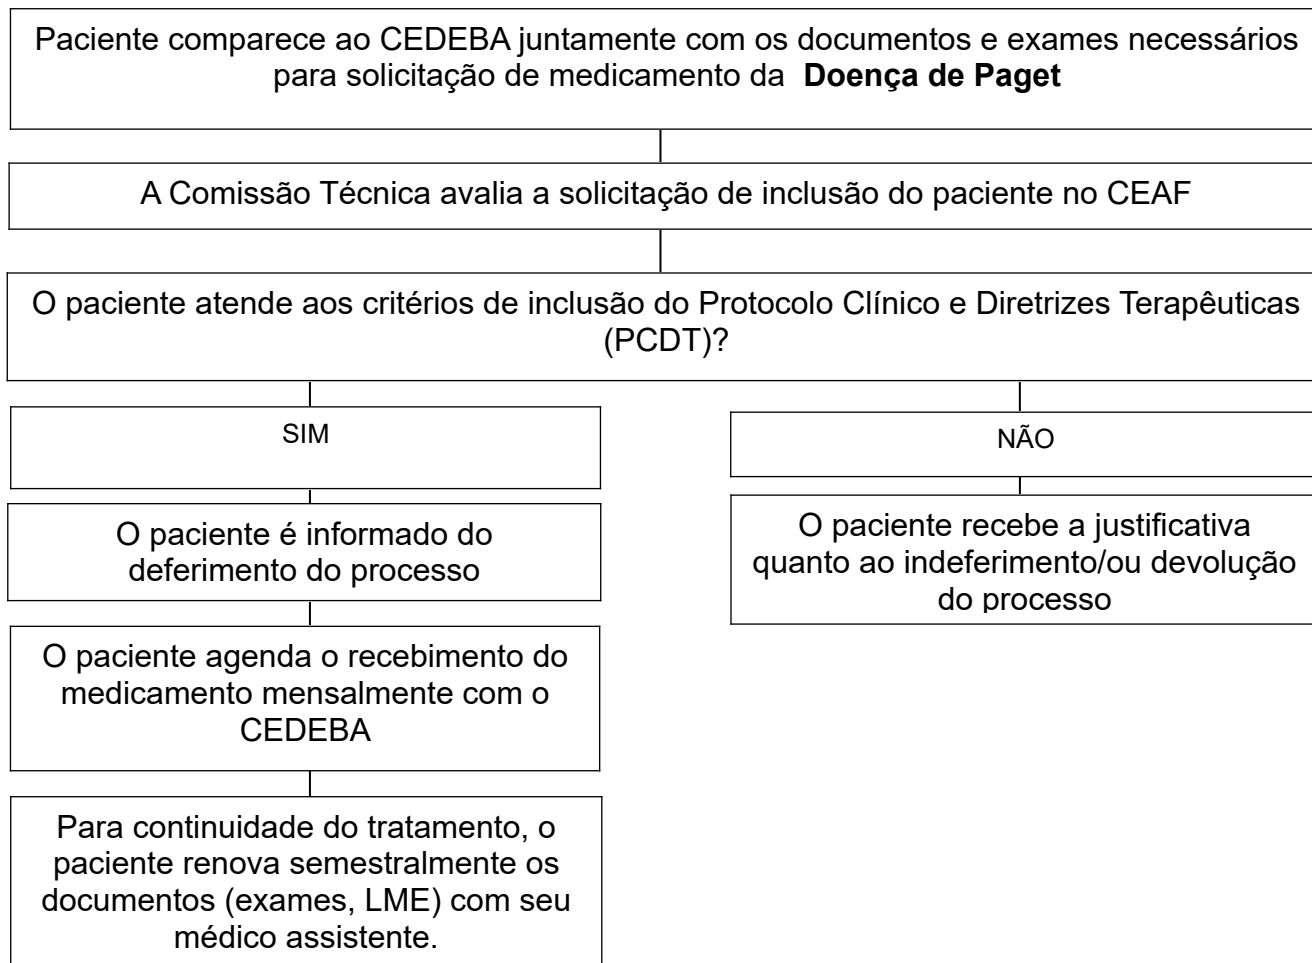 Paciente comparece ao CEDEBA juntamente com os documentos e exames necessários
para solicitação de medicamento da Doença de Paget
A Comissão Técnica avalia a solicitação de inclusão do paciente no CEAF
O paciente atende aos critérios de inclusão do Protocolo Clínico e Diretrizes Terapêuticas
(PCDT)?
SIM
O paciente é informado do
deferimento do processo
O paciente agenda o recebimento do
medicamento mensalmente com o
CEDEBA
Para continuidade do tratamento, o
paciente renova semestralmente os
documentos (exames, LME) com seu
médico assistente.
NÃO
O paciente recebe a justificativa
quanto ao indeferimento/ou devolução
do processo